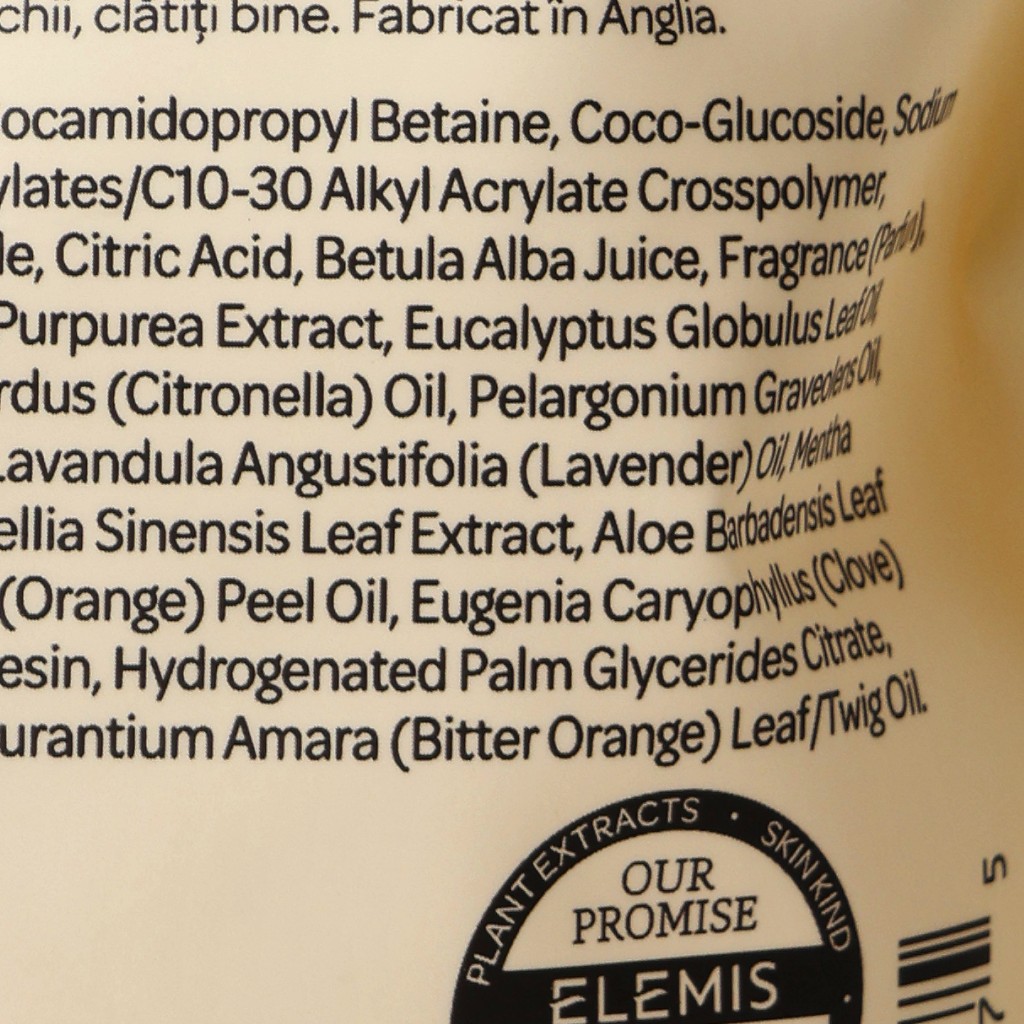 chii, clătiți bine. Fabricat în Anglia.
ocamidopropyl Betaine, Coco-Glucoside, Sodium
ylates/C10-30 Alkyl Acrylate Crosspolymer,
le, Citric Acid, Betula Alba Juice, Fragrance (Parfum),
Purpurea Extract, Eucalyptus Globulus Leaf Oil,
rdus (Citronella) Oil, Pelargonium Graveolens Oil,
Lavandula Angustifolia (Lavender) Oil, Mentha
ellia Sinensis Leaf Extract, Aloe Barbadensis Leaf
(Orange) Peel Oil, Eugenia Caryophyllus (Clove)
esin, Hydrogenated Palm Glycerides Citrate,
urantium Amara (Bitter Orange) Leaf/Twig Oil.
PLANT EXTRACTS · SKIN KIND
OUR
PROMISE
ELEMIS
5